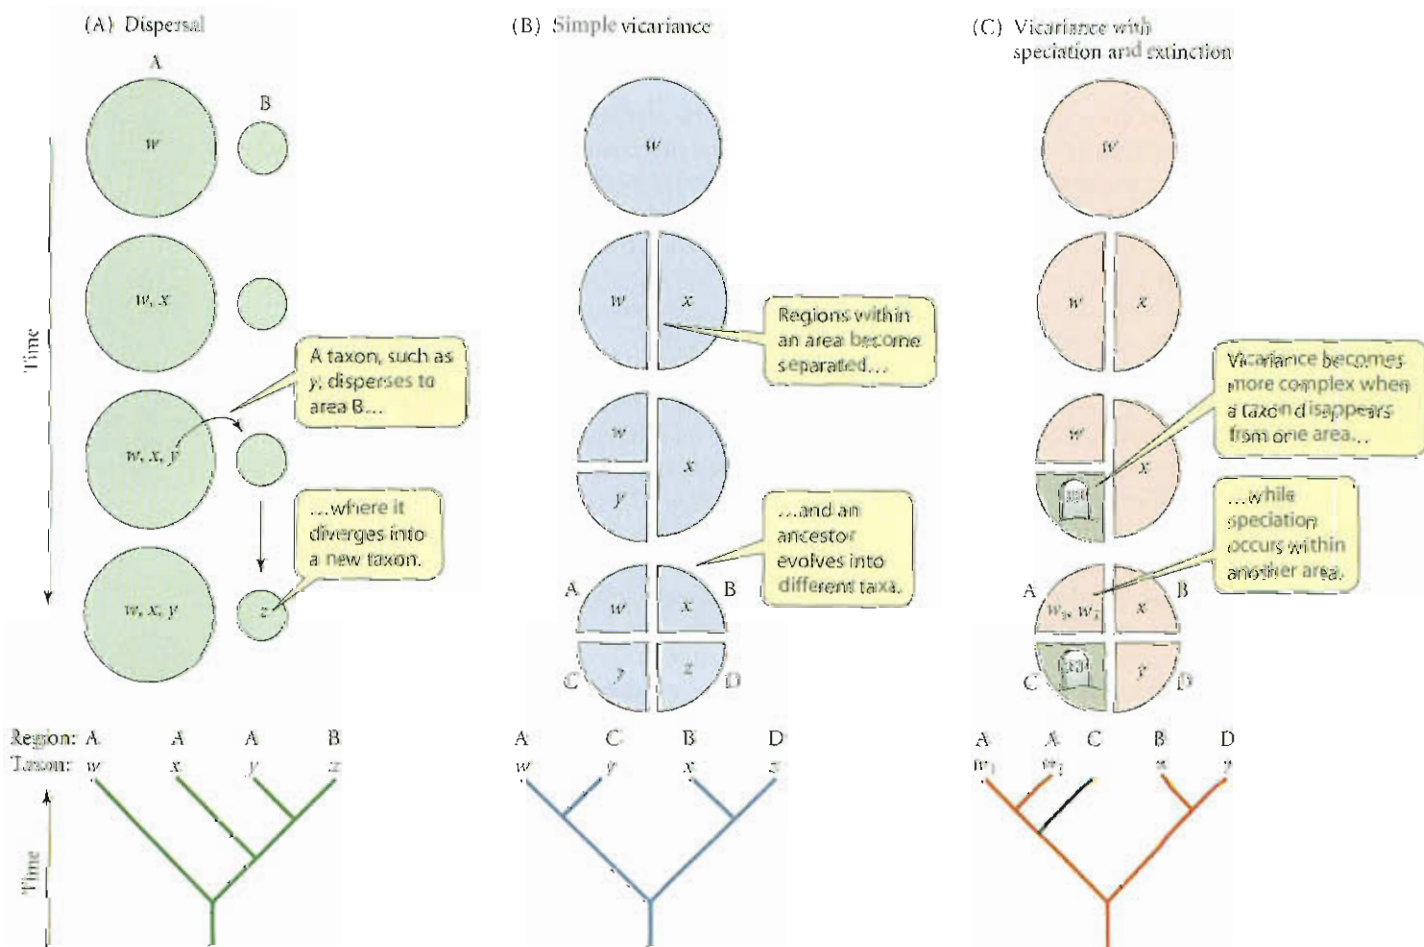 (A) Dispersal
A
B
w
w, x
w, x, y
w, x, y
z
Time
A taxon, such as
y, disperses to
area B...
...where it
diverges into
a new taxon.
Region: A A A B
Taxon: w x y z
Time
(B) Simple vicariance
w
w x
w
x
y
A B
w x
y z
C D
Regions within
an area become
separated...
...and an
ancestor
evolves into
different taxa.
A C B D
w y x z
(C) Vicariance with
speciation and extinction
w
w x
w
x
A B
x
y
C D
Vicariance becomes
more complex when
a taxon disappears
from one area...
...while
speciation
occurs within
another area.
A A C B D